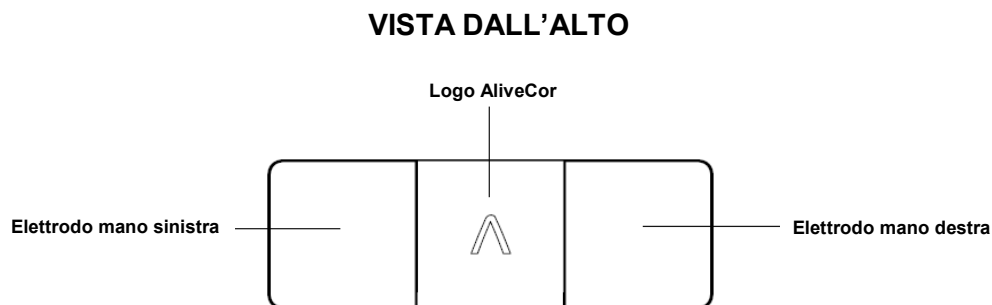 VISTA DALL’ALTO
Logo AliveCor
Elettrodo mano sinistra
Elettrodo mano destra